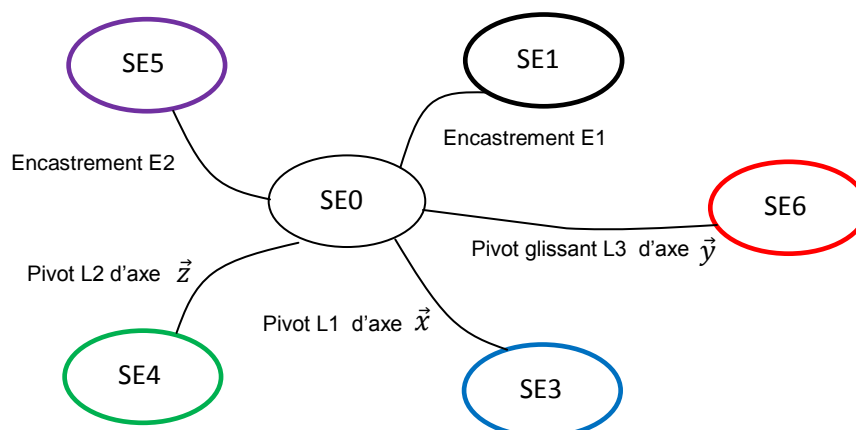 SE5
SE1
Encastrement E1
Encastrement E2
SE0
SE6
Pivot glissant L3 d'axe y⃗
Pivot L2 d'axe z⃗
Pivot L1 d'axe x⃗
SE4
SE3